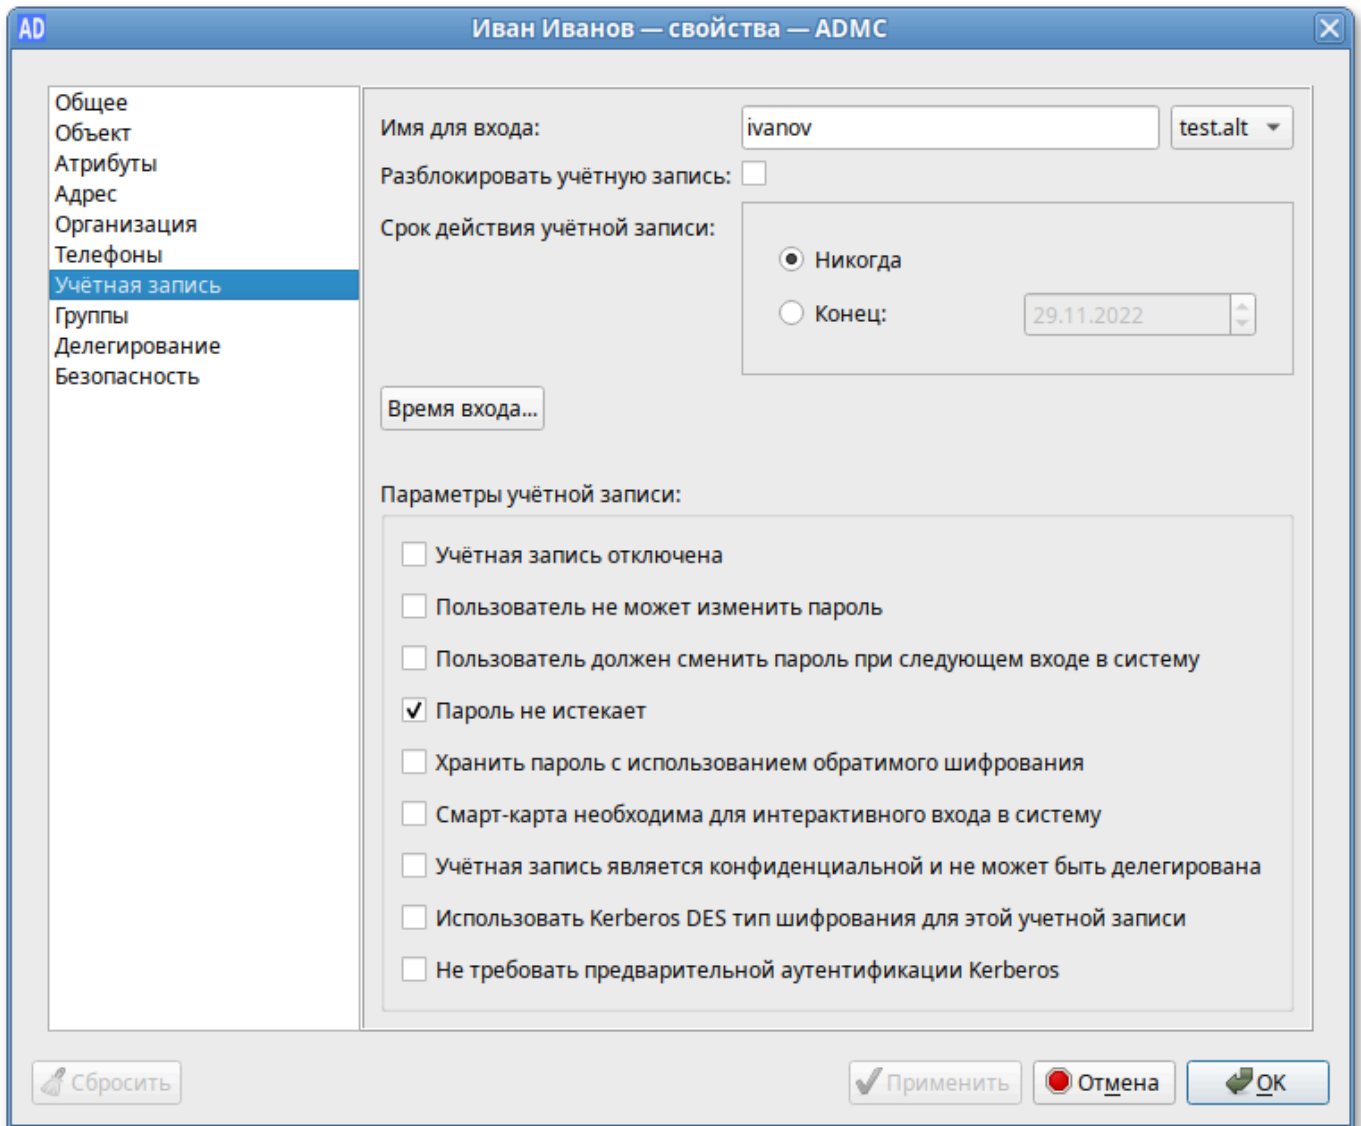 AD Иван Иванов — свойства — ADMC
Общее
Объект
Атрибуты
Адрес
Организация
Телефоны
Учётная запись
Группы
Делегирование
Безопасность
Имя для входа: ivanov test.alt
Разблокировать учётную запись:
Срок действия учётной записи:
Никогда
Конец: 29.11.2022
Время входа...
Параметры учётной записи:
Учётная запись отключена
Пользователь не может изменить пароль
Пользователь должен сменить пароль при следующем входе в систему
Пароль не истекает
Хранить пароль с использованием обратимого шифрования
Смарт-карта необходима для интерактивного входа в систему
Учётная запись является конфиденциальной и не может быть делегирована
Использовать Kerberos DES тип шифрования для этой учетной записи
Не требовать предварительной аутентификации Kerberos
Сбросить Применить Отмена OK